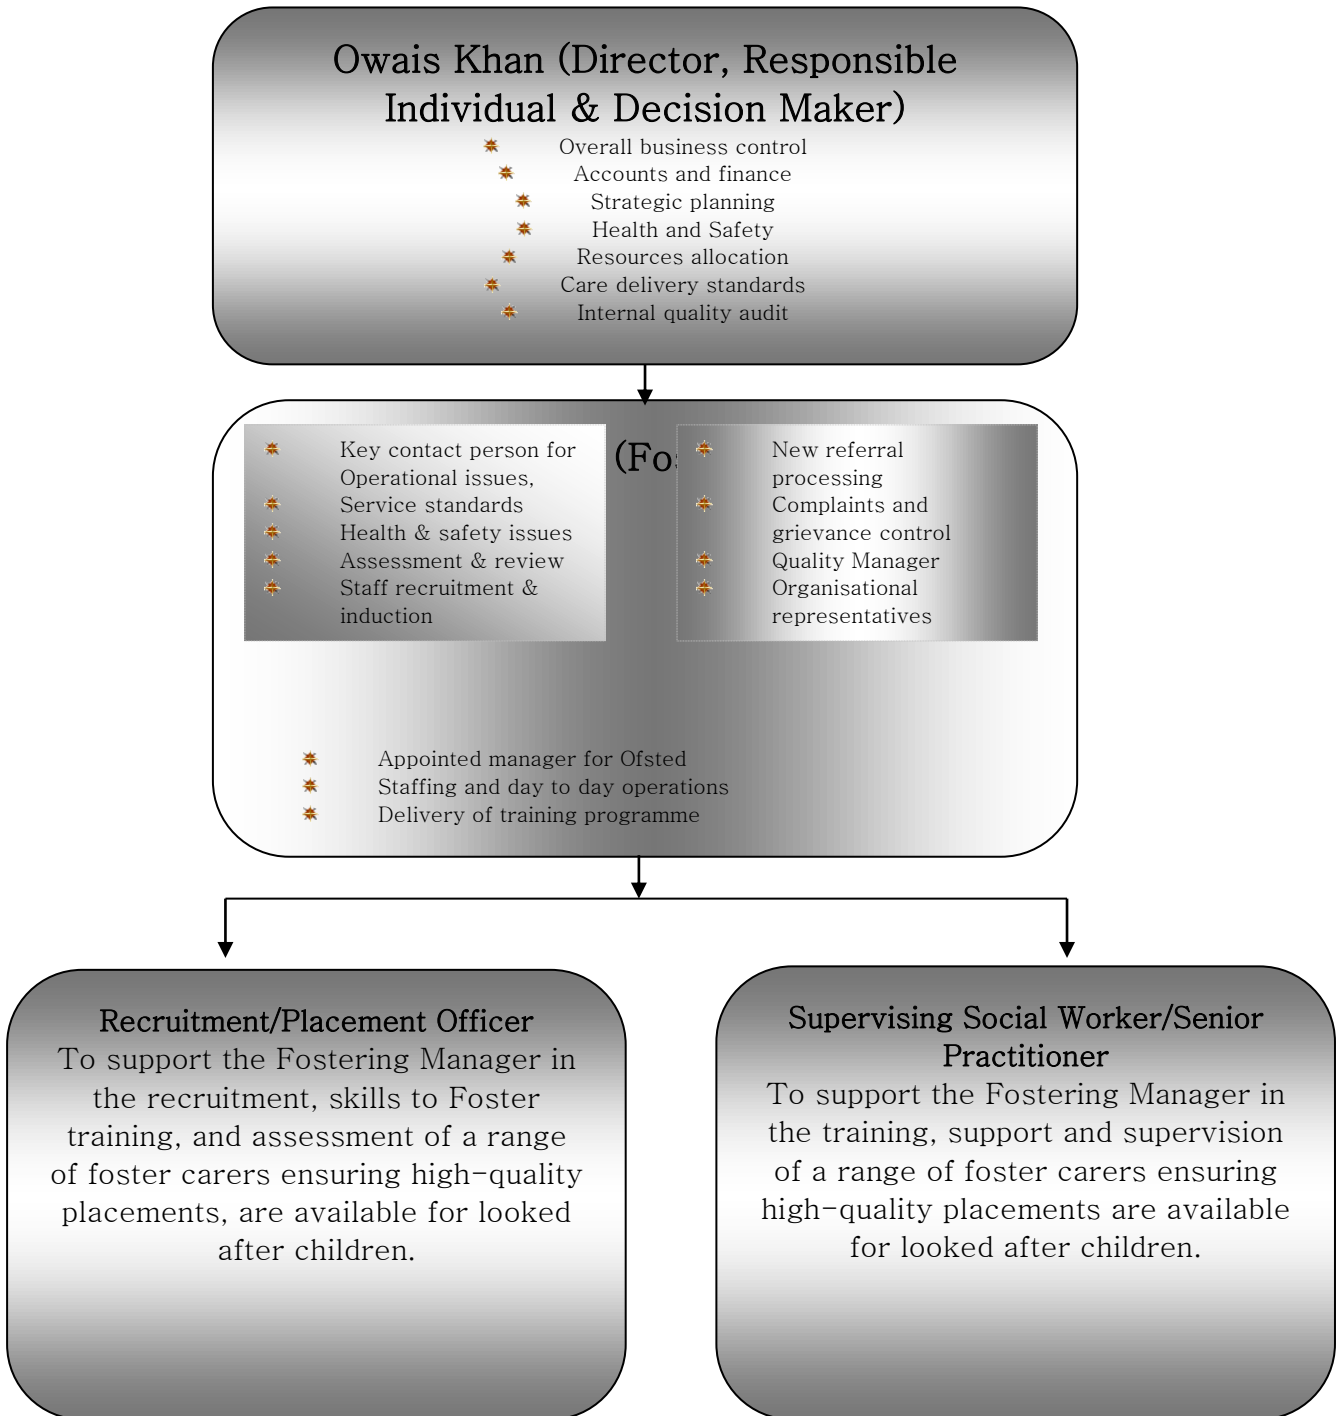 Owais Khan (Director, Responsible
Individual & Decision Maker)
Overall business control
Accounts and finance
Strategic planning
Health and Safety
Resources allocation
Care delivery standards
Internal quality audit
Key contact person for
Operational issues,
Service standards
Health & safety issues
Assessment & review
Staff recruitment &
induction
New referral
processing
Complaints and
grievance control
Quality Manager
Organisational
representatives
Appointed manager for Ofsted
Staffing and day to day operations
Delivery of training programme
Recruitment/Placement Officer
To support the Fostering Manager in
the recruitment, skills to Foster
training, and assessment of a range
of foster carers ensuring high-quality
placements, are available for looked
after children.
Supervising Social Worker/Senior
Practitioner
To support the Fostering Manager in
the training, support and supervision
of a range of foster carers ensuring
high-quality placements are available
for looked after children.